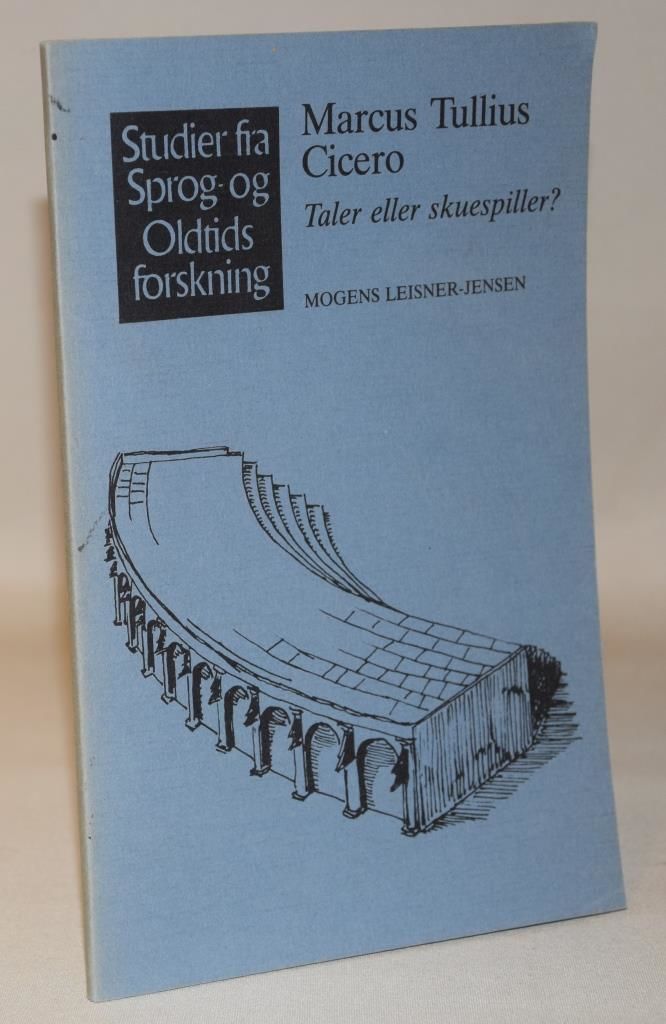 Studier fra
Sprog- og
Oldtids
forskning
Marcus Tullius
Cicero
Taler eller skuespiller?
MOGENS LEISNER-JENSEN